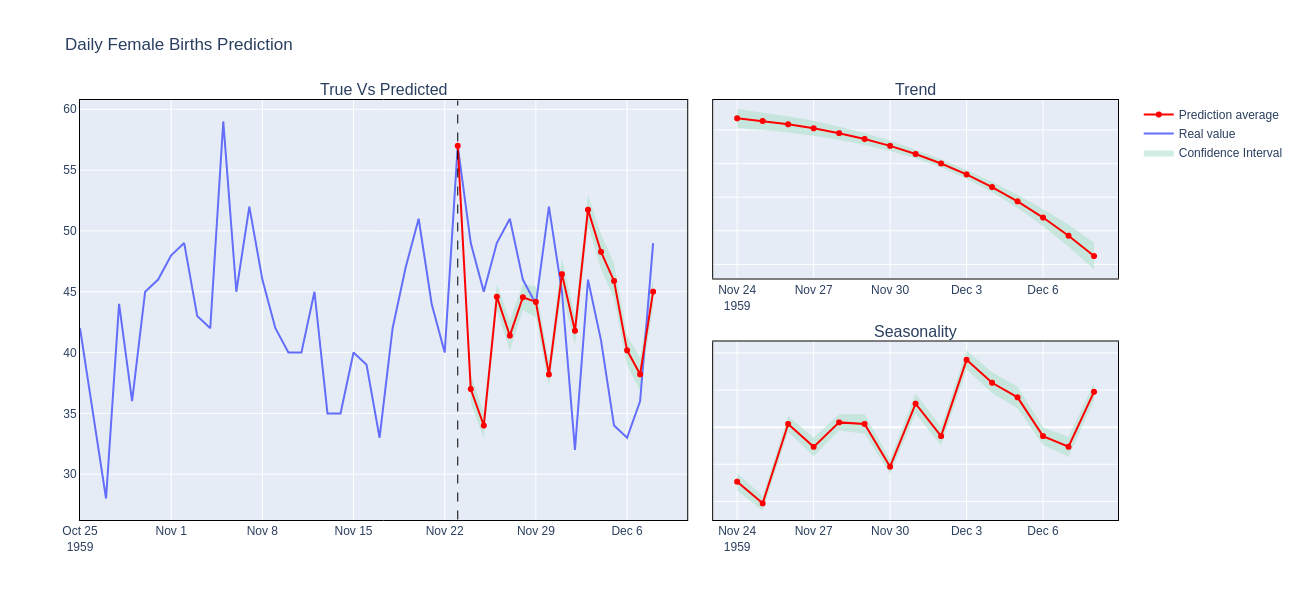 Daily Female Births Prediction
True Vs Predicted
60
55
50
45
40
35
30
Oct 25
1959
Nov 1
Nov 8
Nov 15
Nov 22
Nov 29
Dec 6
Trend
Nov 24
1959
Nov 27
Nov 30
Dec 3
Dec 6
Seasonality
Nov 24
1959
Nov 27
Nov 30
Dec 3
Dec 6
Prediction average
Real value
Confidence Interval